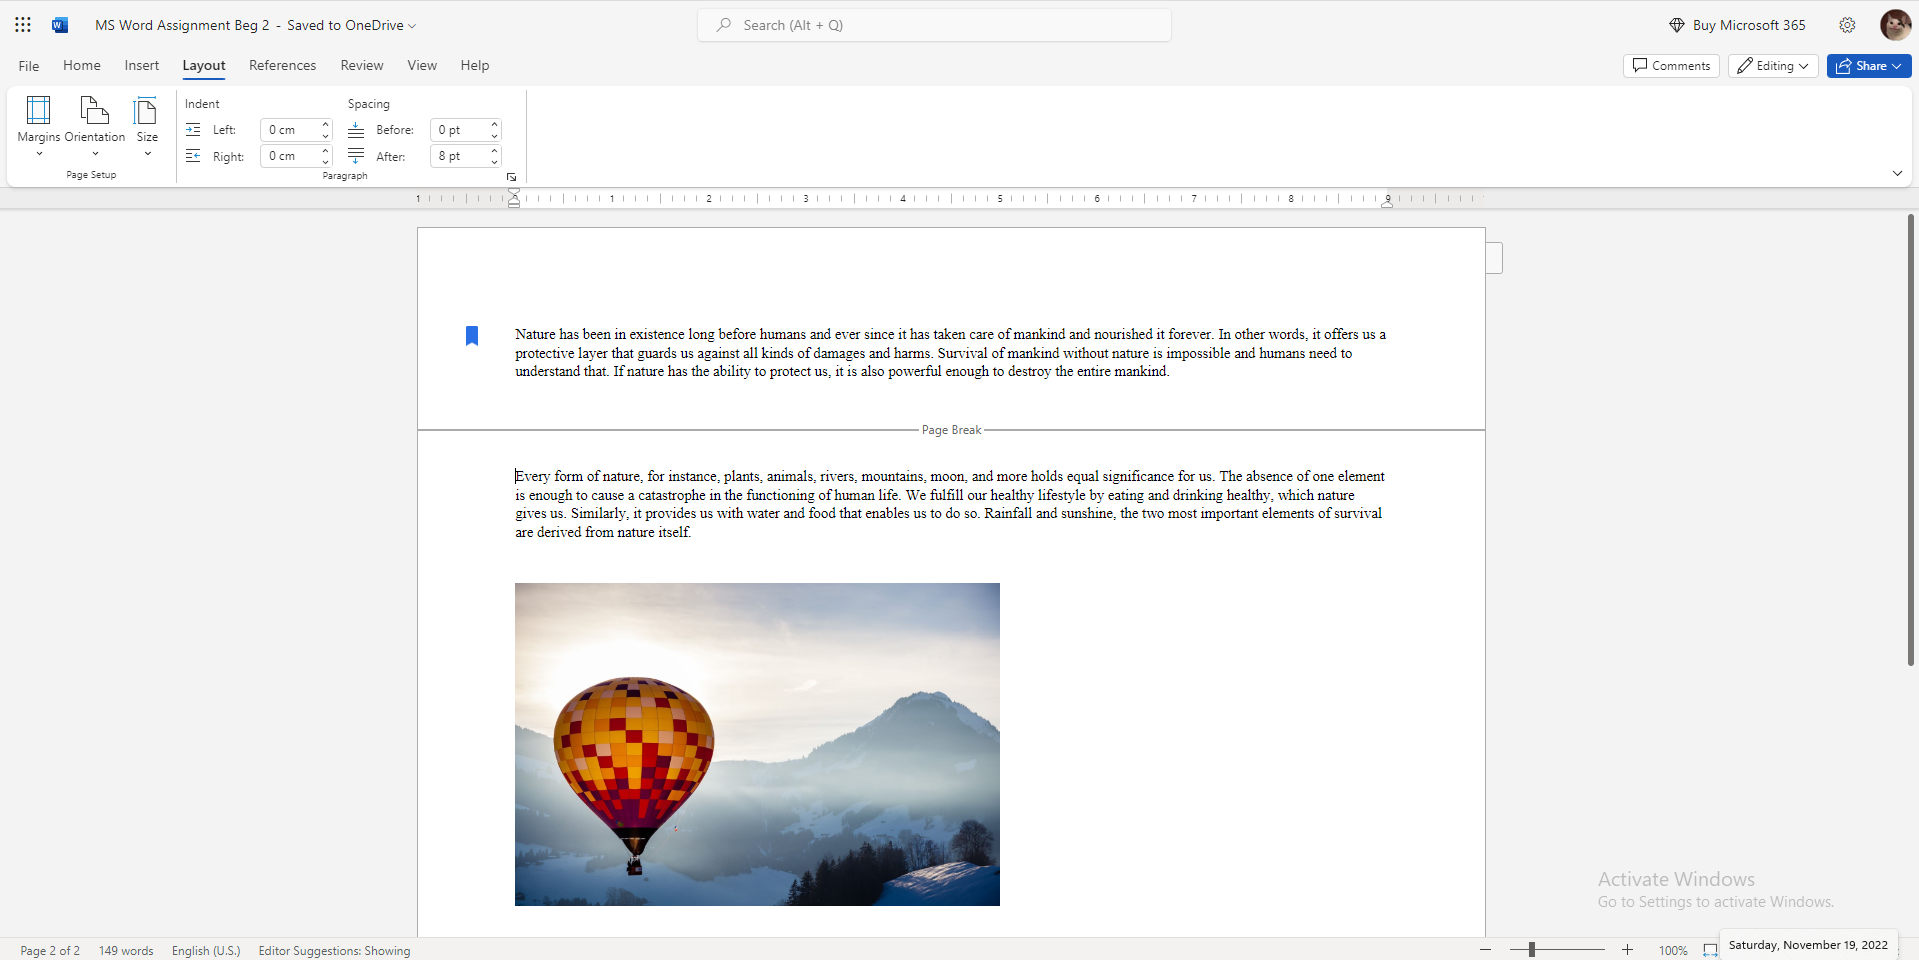 MS Word Assignment Beg 2 - Saved to OneDrive
Search (Alt + Q)
Buy Microsoft 365
File Home Insert Layout References Review View Help
Comments Editing Share
Margins Orientation Size
Page Setup
Indent
Left: 0 cm
Right: 0 cm
Spacing
Before: 0 pt
After: 8 pt
Paragraph
1 1 2 3 4 5 6 7 8 9
Nature has been in existence long before humans and ever since it has taken care of mankind and nourished it forever. In other words, it offers us a
protective layer that guards us against all kinds of damages and harms. Survival of mankind without nature is impossible and humans need to
understand that. If nature has the ability to protect us, it is also powerful enough to destroy the entire mankind.
Page Break
Every form of nature, for instance, plants, animals, rivers, mountains, moon, and more holds equal significance for us. The absence of one element
is enough to cause a catastrophe in the functioning of human life. We fulfill our healthy lifestyle by eating and drinking healthy, which nature
gives us. Similarly, it provides us with water and food that enables us to do so. Rainfall and sunshine, the two most important elements of survival
are derived from nature itself.
Activate Windows
Go to Settings to activate Windows.
Page 2 of 2 149 words English (U.S.) Editor Suggestions: Showing
100%
Saturday, November 19, 2022